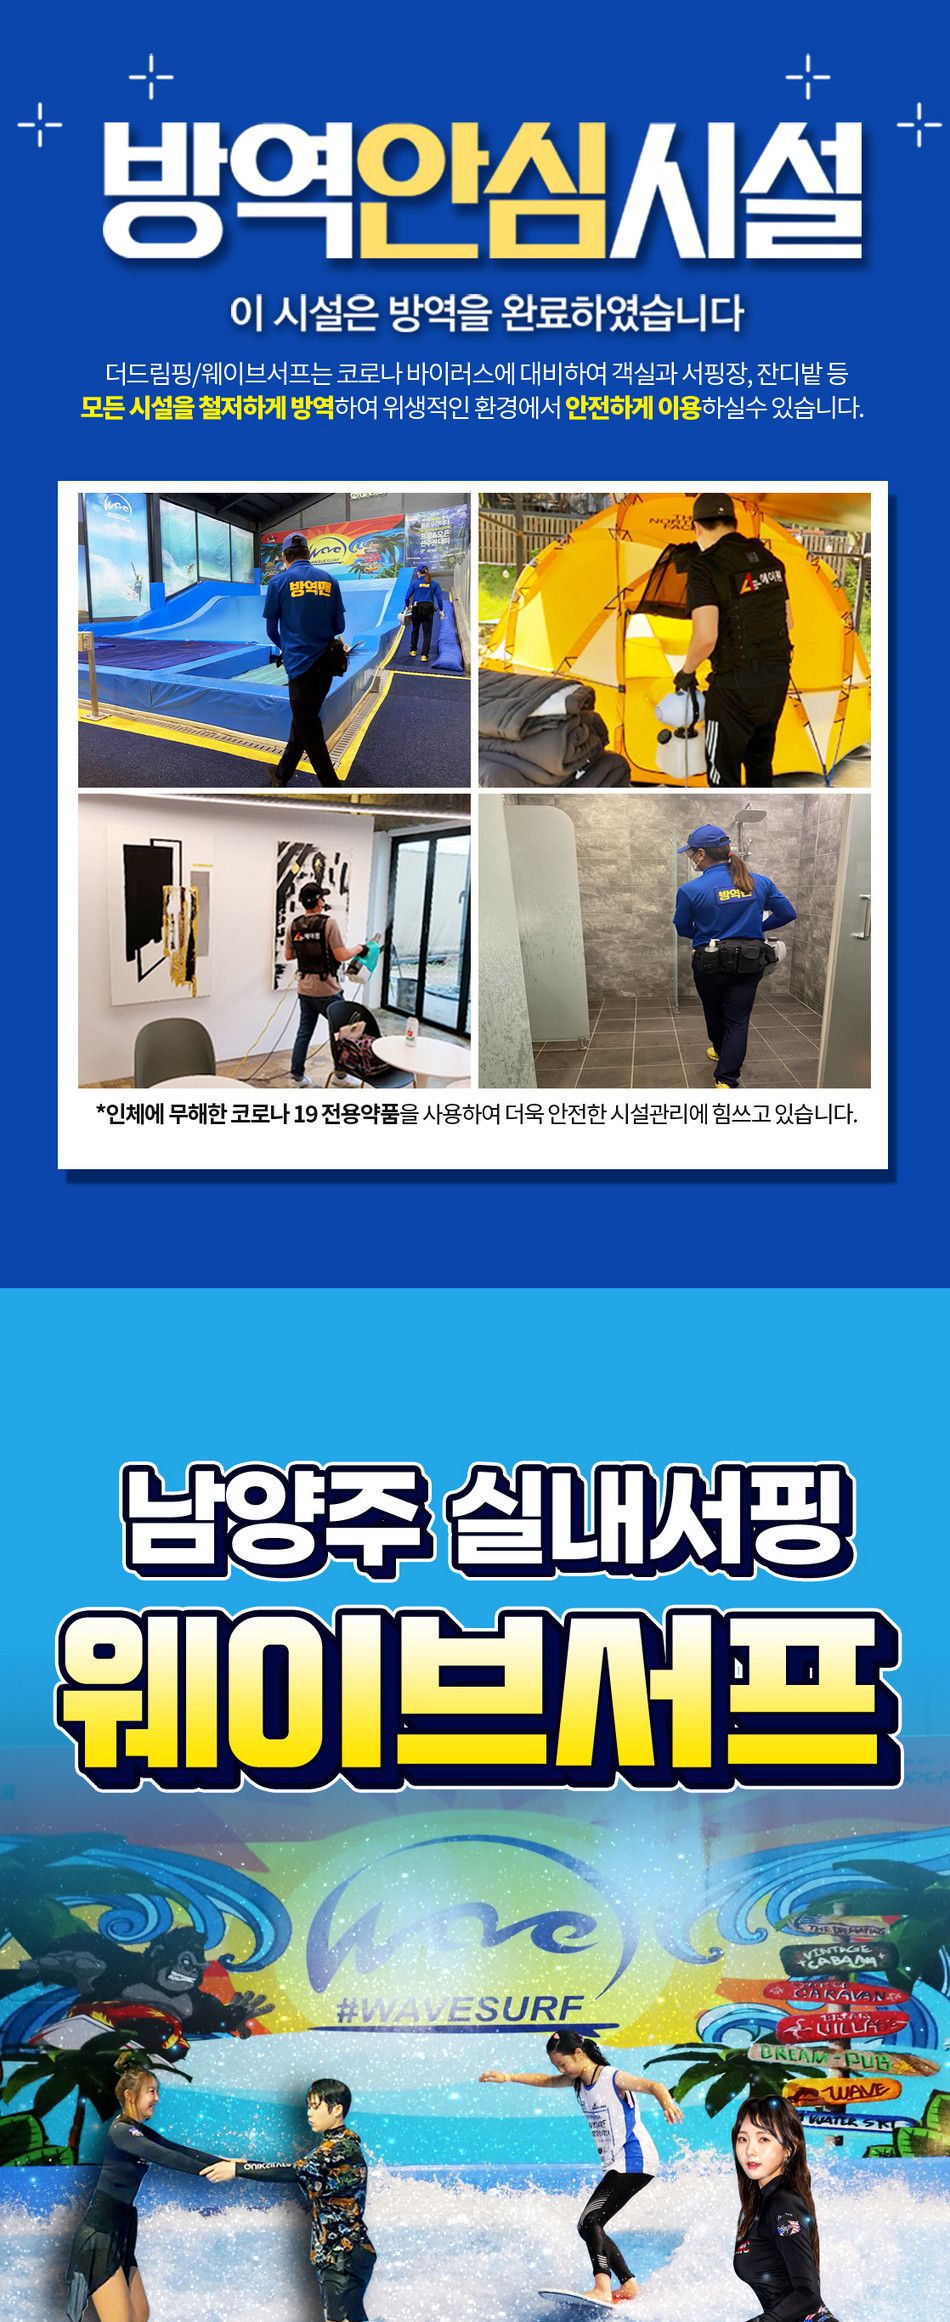 방역안심시설
이 시설은 방역을 완료하였습니다
더드림핑/웨이브서프는 코로나 바이러스에 대비하여 객실과 서핑장, 잔디밭 등
모든 시설을 철저하게 방역하여 위생적인 환경에서 안전하게 이용하실수 있습니다.
방역맨
*인체에 무해한 코로나 19 전용약품을 사용하여 더욱 안전한 시설관리에 힘쓰고 있습니다.
남양주 실내서핑
웨이브서프
wave
#WAVESURF
VINTAGE
CABANA
CARAVAN
VILLA
DREAM-PUB
WAVE
WATER SKI